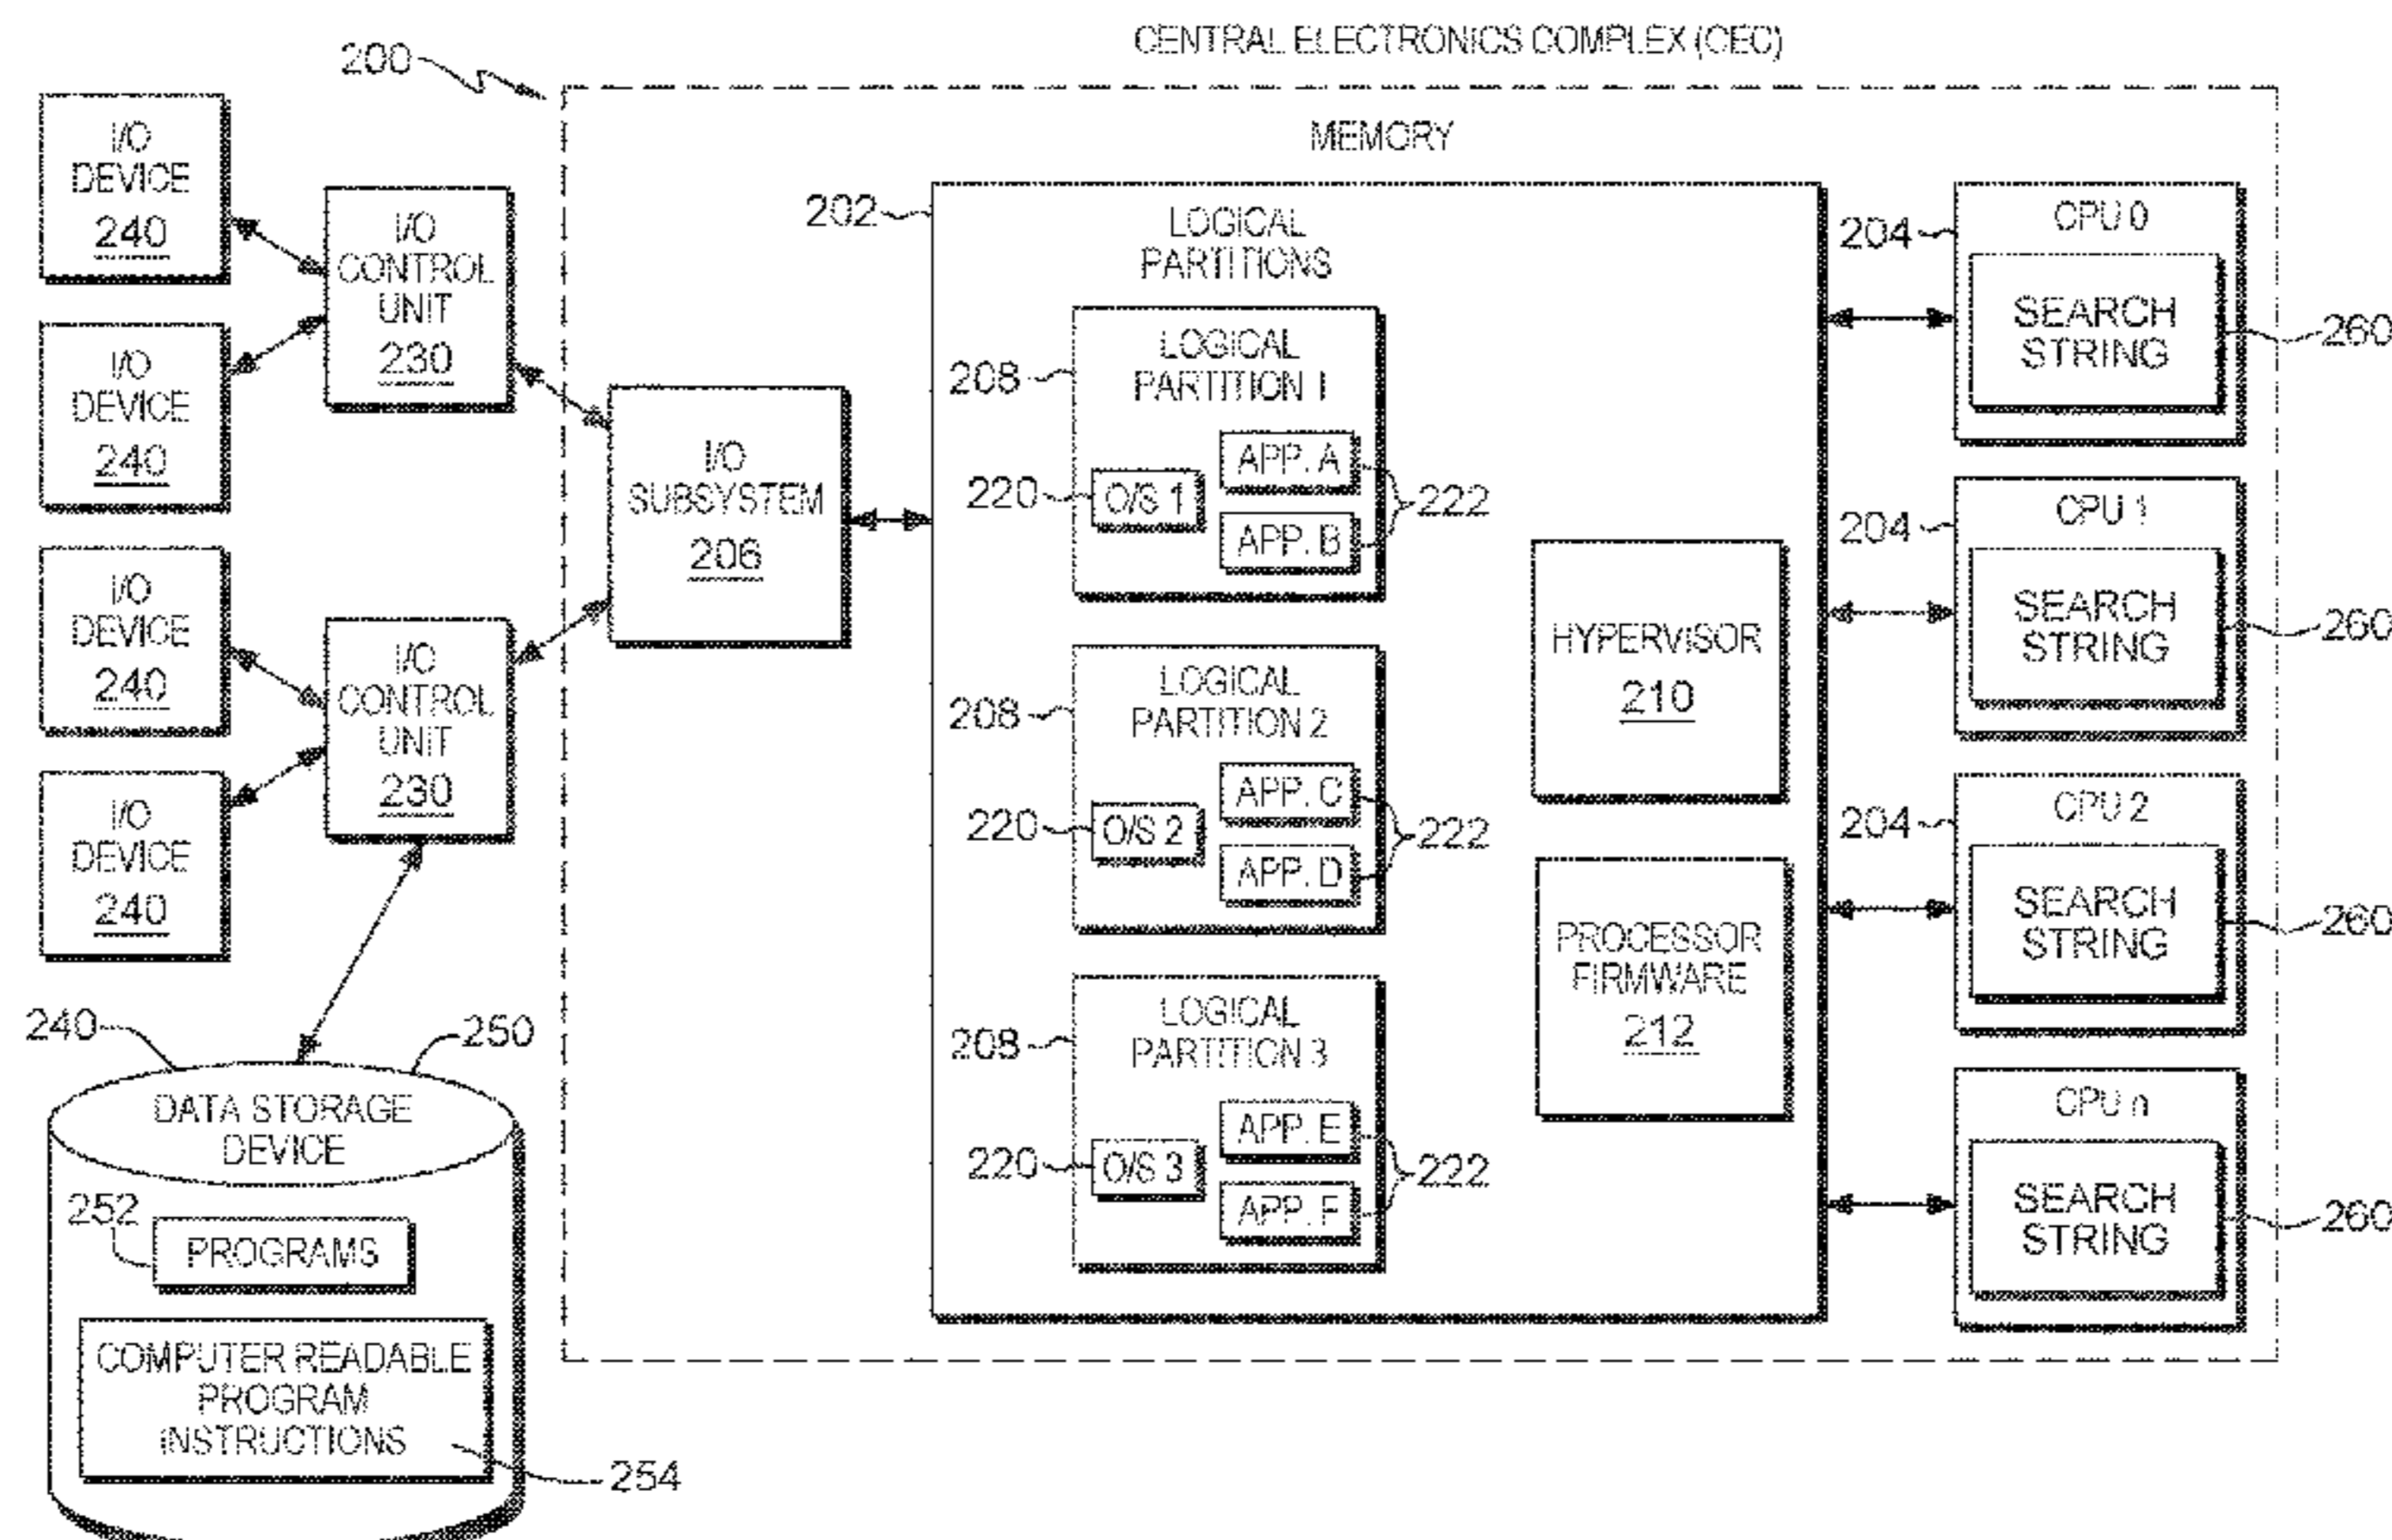 CENTRAL ELECTRONICS COMPLEX (CEC)
200
MEMORY
I/O
DEVICE
240
I/O
DEVICE
240
I/O
DEVICE
240
I/O
DEVICE
240
I/O
CONTROL
UNIT
230
I/O
CONTROL
UNIT
230
I/O
SUBSYSTEM
206
202
LOGICAL
PARTITIONS
208
LOGICAL
PARTITION 1
220
O/S 1
APP. A
APP. B
222
208
LOGICAL
PARTITION 2
220
O/S 2
APP. C
APP. D
222
208
LOGICAL
PARTITION 3
220
O/S 3
APP. E
APP. F
222
HYPERVISOR
210
PROCESSOR
FIRMWARE
212
204
CPU 0
SEARCH
STRING
260
204
CPU 1
SEARCH
STRING
260
204
CPU 2
SEARCH
STRING
260
CPU n
SEARCH
STRING
260
240
250
DATA STORAGE
DEVICE
252
PROGRAMS
COMPUTER READABLE
PROGRAM
INSTRUCTIONS
254